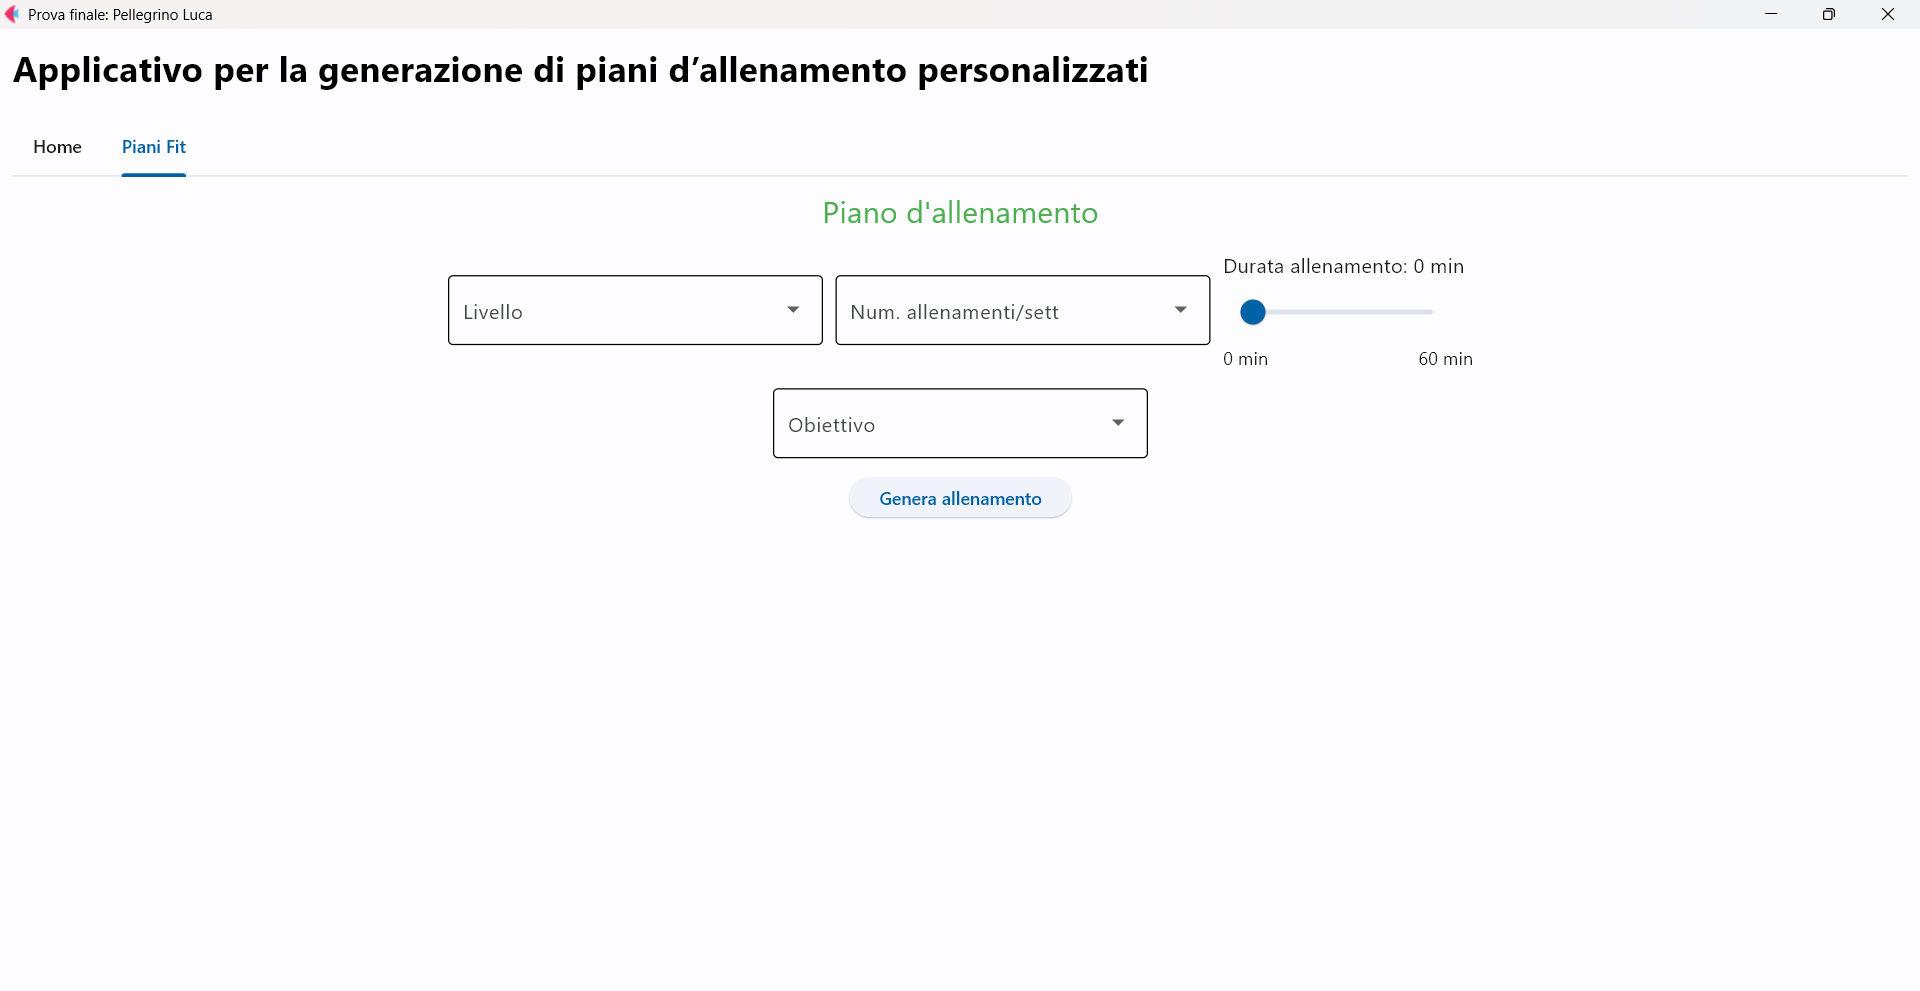 Prova finale: Pellegrino Luca
Applicativo per la generazione di piani d’allenamento personalizzati
Home Piani Fit
Piano d'allenamento
Durata allenamento: 0 min
Livello Num. allenamenti/sett
0 min 60 min
Obiettivo
Genera allenamento